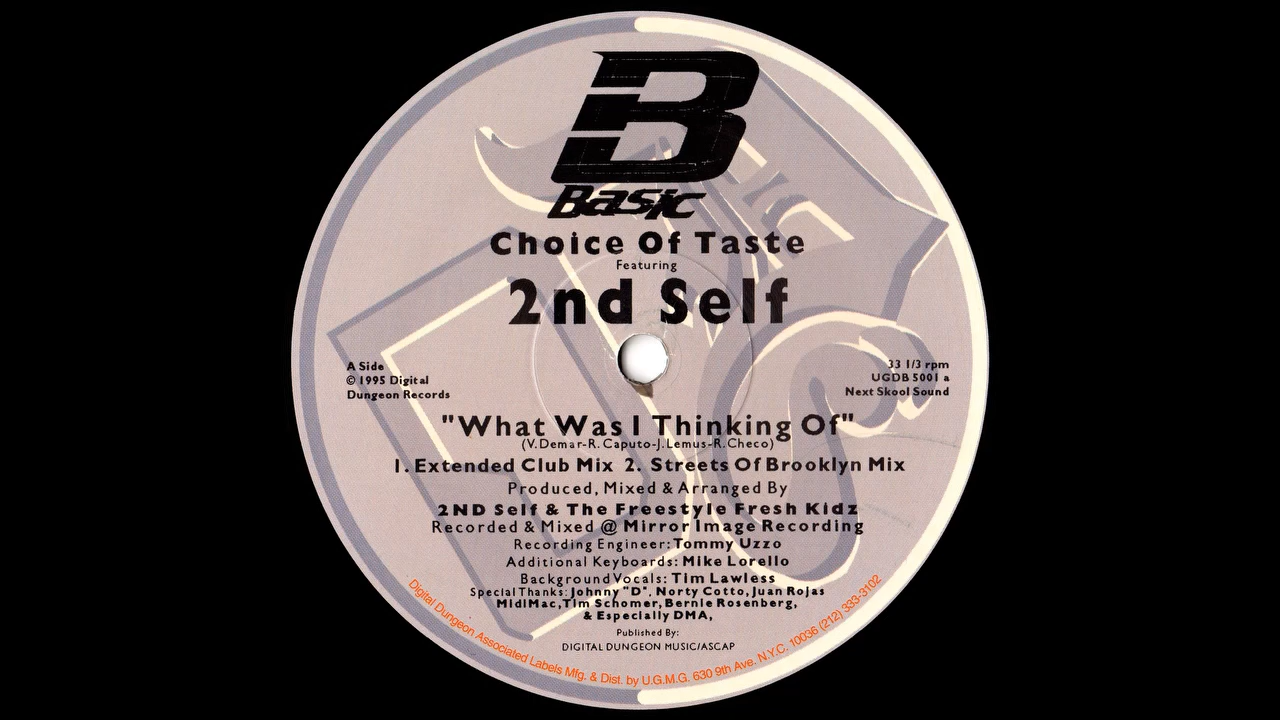 B
Basic
Choice Of Taste
Featuring
2nd Self
A Side
© 1995 Digital
Dungeon Records
33 1/3 rpm
UGDB 5001 a
Next Skool Sound
"What Was I Thinking Of"
(V. Demar-R. Caputo-J. Lemus-R. Checo)
1. Extended Club Mix 2. Streets Of Brooklyn Mix
Produced, Mixed & Arranged By
2ND Self & The Freestyle Fresh Kidz
Recorded & Mixed @ Mirror Image Recording
Recording Engineer: Tommy Uzzo
Additional Keyboards: Mike Lorello
Background Vocals: Tim Lawless
Special Thanks: Johnny "D", Norty Cotto, Juan Rojas
MidiMac, Tim Schomer, Bernie Rosenberg,
& Especially DMA,
Published By:
DIGITAL DUNGEON MUSIC/ASCAP
Digital Dungeon Associated Labels Mfg. & Dist. by U.G.M.G. 630 9th Ave. N.Y.C. 10036 (212) 333-3102